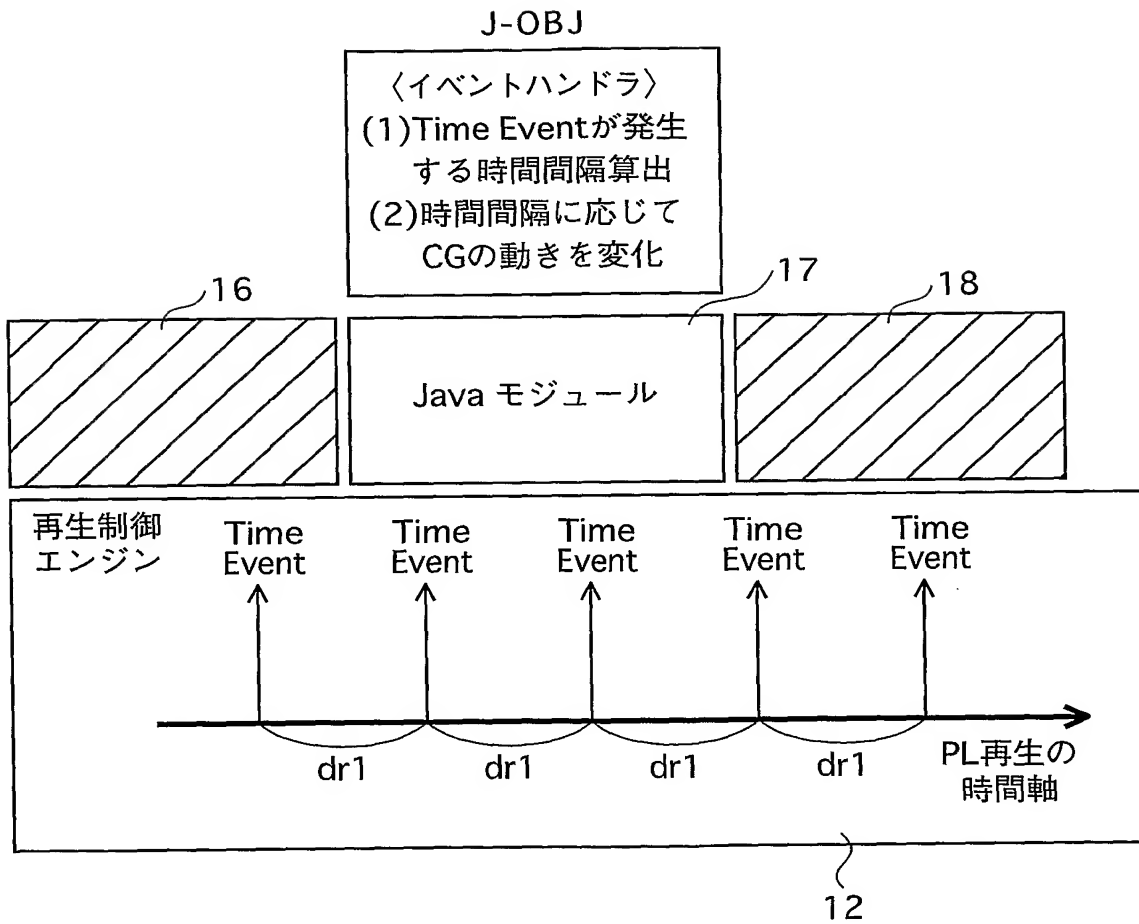 J-OBJ
〈イベントハンドラ〉
(1)Time Eventが発生
する時間間隔算出
(2)時間間隔に応じて
CGの動きを変化
16
17
18
Java モジュール
再生制御
エンジン
Time
Event
Time
Event
Time
Event
Time
Event
Time
Event
dr1
dr1
dr1
dr1
PL再生の
時間軸
12